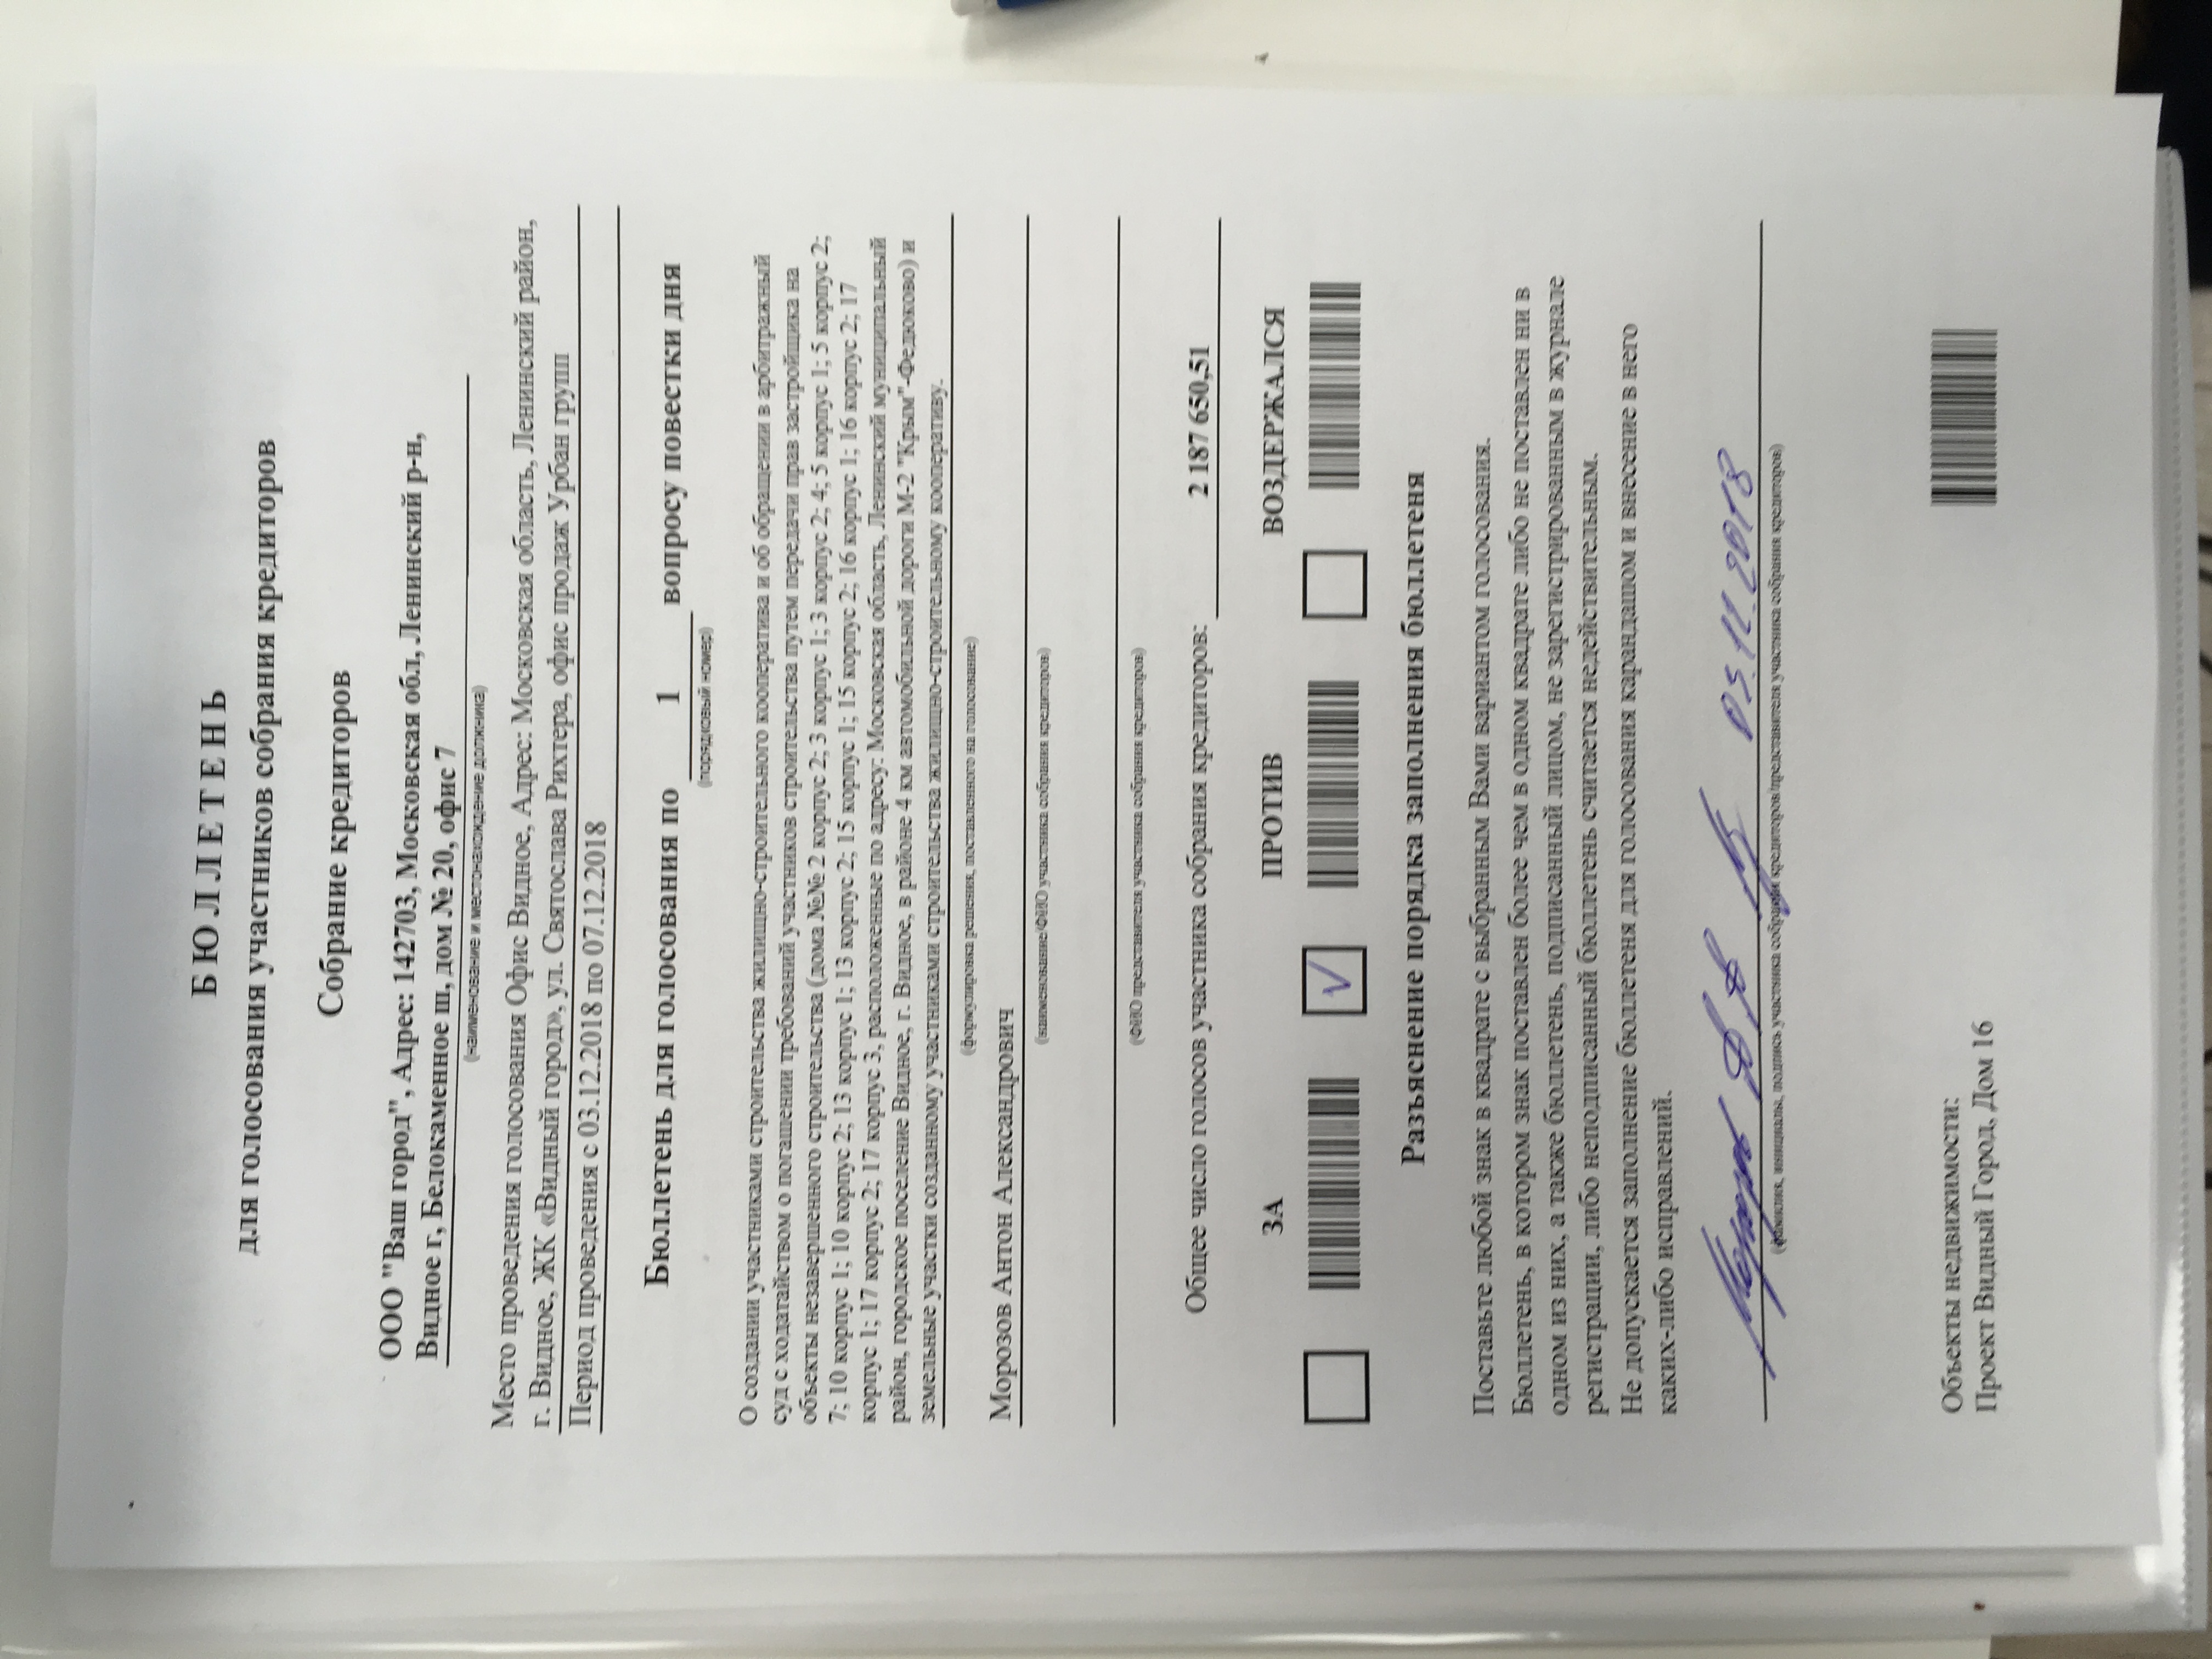 БЮЛЛЕТЕНЬ
для голосования участников собрания кредиторов
Собрание кредиторов
ООО "Ваш город", Адрес: 142703, Московская обл, Ленинский р-н,
Видное г, Белокаменное ш, дом № 20, офис 7
(наименование и местонахождение должника)
Место проведения голосования Офис Видное, Адрес: Московская область, Ленинский район,
г. Видное, ЖК «Видный город», ул. Святослава Рихтера, офис продаж Урбан групп
Период проведения с 03.12.2018 по 07.12.2018
Бюллетень для голосования по 1 вопросу повестки дня
(порядковый номер)
О создании участниками строительства жилищно-строительного кооператива и об обращении в арбитражный
суд с ходатайством о погашении требований участников строительства путем передачи прав застройщика на
объекты незавершенного строительства (дома №№ 2 корпус 2; 3 корпус 1; 3 корпус 2; 4; 5 корпус 1; 5 корпус 2;
7; 10 корпус 1; 10 корпус 2; 13 корпус 1; 13 корпус 2; 15 корпус 1; 15 корпус 2; 16 корпус 1; 16 корпус 2; 17
корпус 1; 17 корпус 2; 17 корпус 3, расположенные по адресу: Московская область, Ленинский муниципальный
район, городское поселение Видное, г. Видное, в районе 4 км автомобильной дороги М-2 "Крым"-Федюково) и
земельные участки созданному участниками строительства жилищно-строительному кооперативу.
(формулировка решения, поставленного на голосование)
Морозов Антон Александрович
(наименование/ФИО участника собрания кредиторов)
(ФИО представителя участника собрания кредиторов)
Общее число голосов участника собрания кредиторов: 2 187 650,51
ЗА ПРОТИВ ВОЗДЕРЖАЛСЯ
Разъяснение порядка заполнения бюллетеня
Поставьте любой знак в квадрате с выбранным Вами вариантом голосования.
Бюллетень, в котором знак поставлен более чем в одном квадрате либо не поставлен ни в
одном из них, а также бюллетень, подписанный лицом, не зарегистрированным в журнале
регистрации, либо неподписанный бюллетень считается недействительным.
Не допускается заполнение бюллетеня для голосования карандашом и внесение в него
каких-либо исправлений.
Морозов А А 03.12.2018
(фамилия, инициалы, подпись участника собрания кредиторов/представителя участника собрания кредиторов)
Объекты недвижимости:
Проект Видный Город, Дом 16